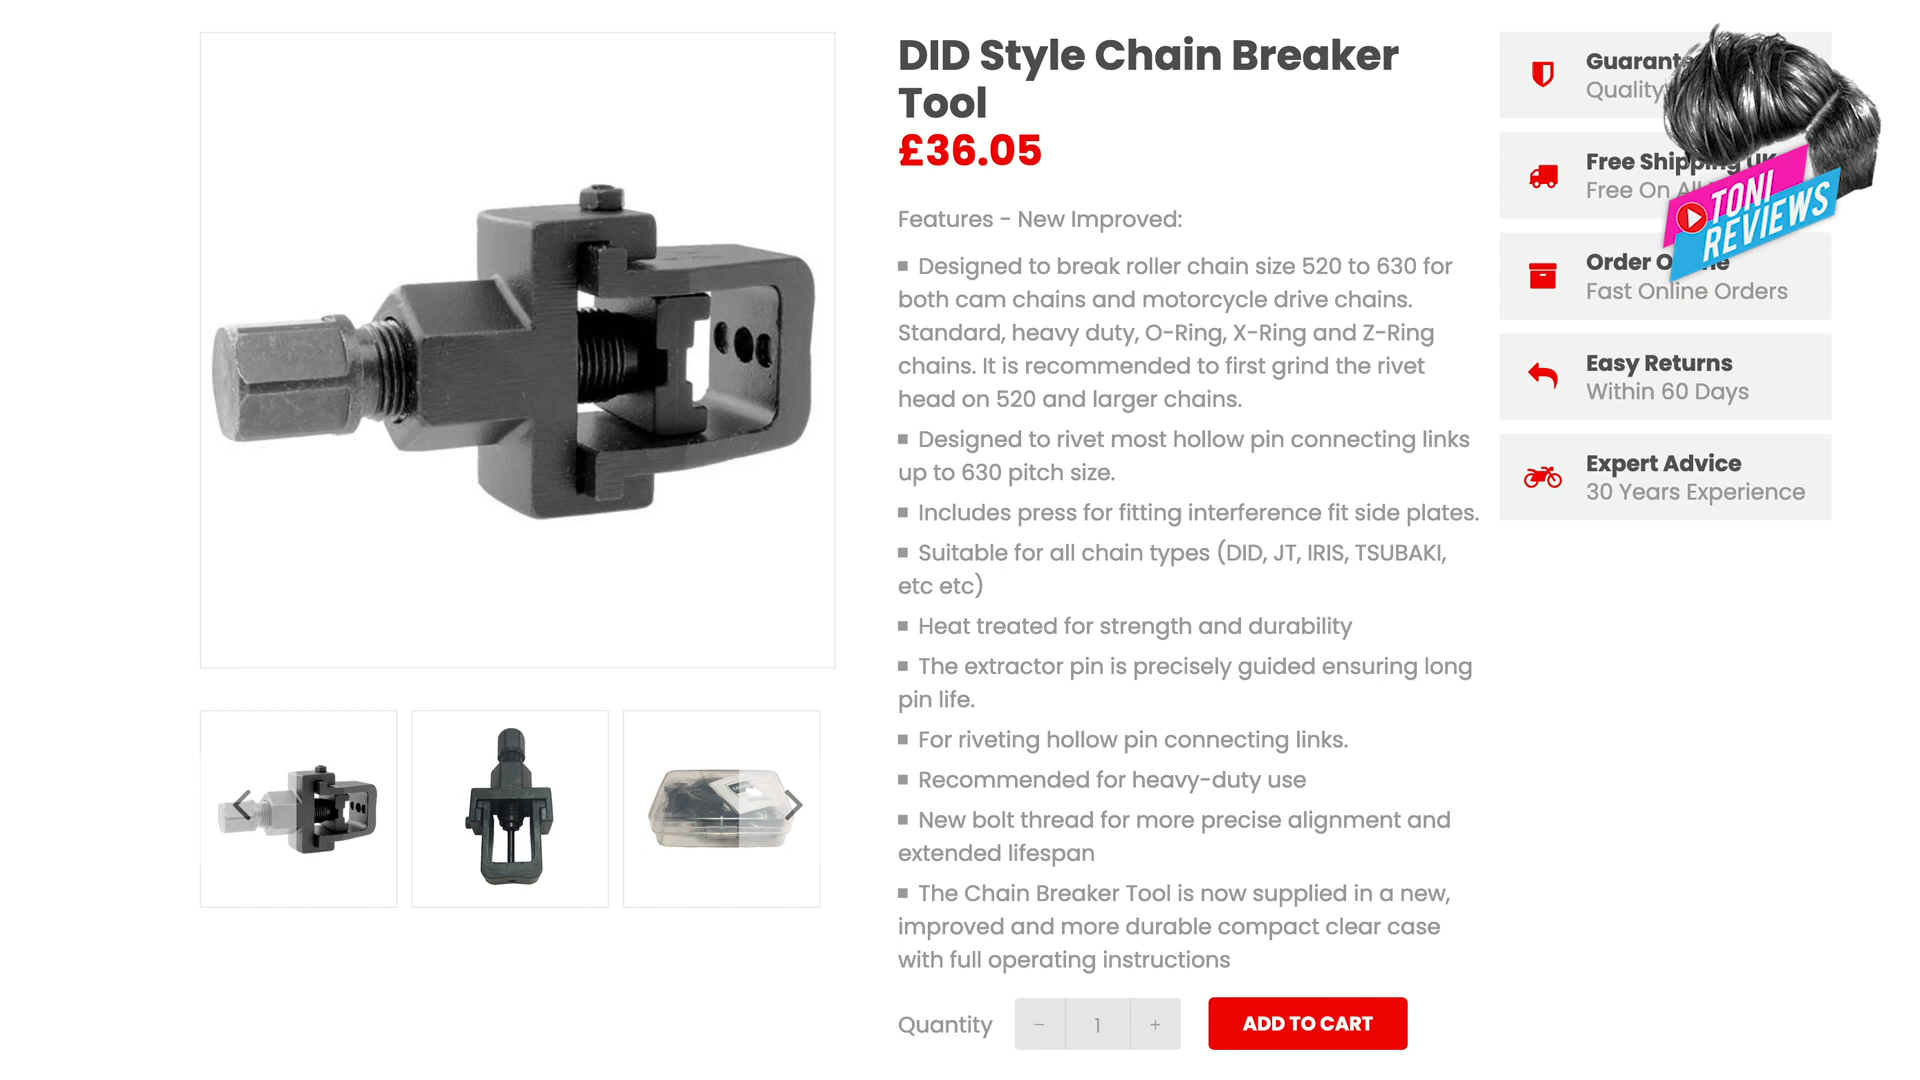 DID Style Chain Breaker
Tool
£36.05
Features - New Improved:
▪ Designed to break roller chain size 520 to 630 for
both cam chains and motorcycle drive chains.
Standard, heavy duty, O-Ring, X-Ring and Z-Ring
chains. It is recommended to first grind the rivet
head on 520 and larger chains.
▪ Designed to rivet most hollow pin connecting links
up to 630 pitch size.
▪ Includes press for fitting interference fit side plates.
▪ Suitable for all chain types (DID, JT, IRIS, TSUBAKI,
etc etc)
▪ Heat treated for strength and durability
▪ The extractor pin is precisely guided ensuring long
pin life.
▪ For riveting hollow pin connecting links.
▪ Recommended for heavy-duty use
▪ New bolt thread for more precise alignment and
extended lifespan
▪ The Chain Breaker Tool is now supplied in a new,
improved and more durable compact clear case
with full operating instructions
Quantity
− 1 +
ADD TO CART
Quality
Free Shipping UK
Free On All
Order Online
Fast Online Orders
Easy Returns
Within 60 Days
Expert Advice
30 Years Experience
TONI
REVIEWS